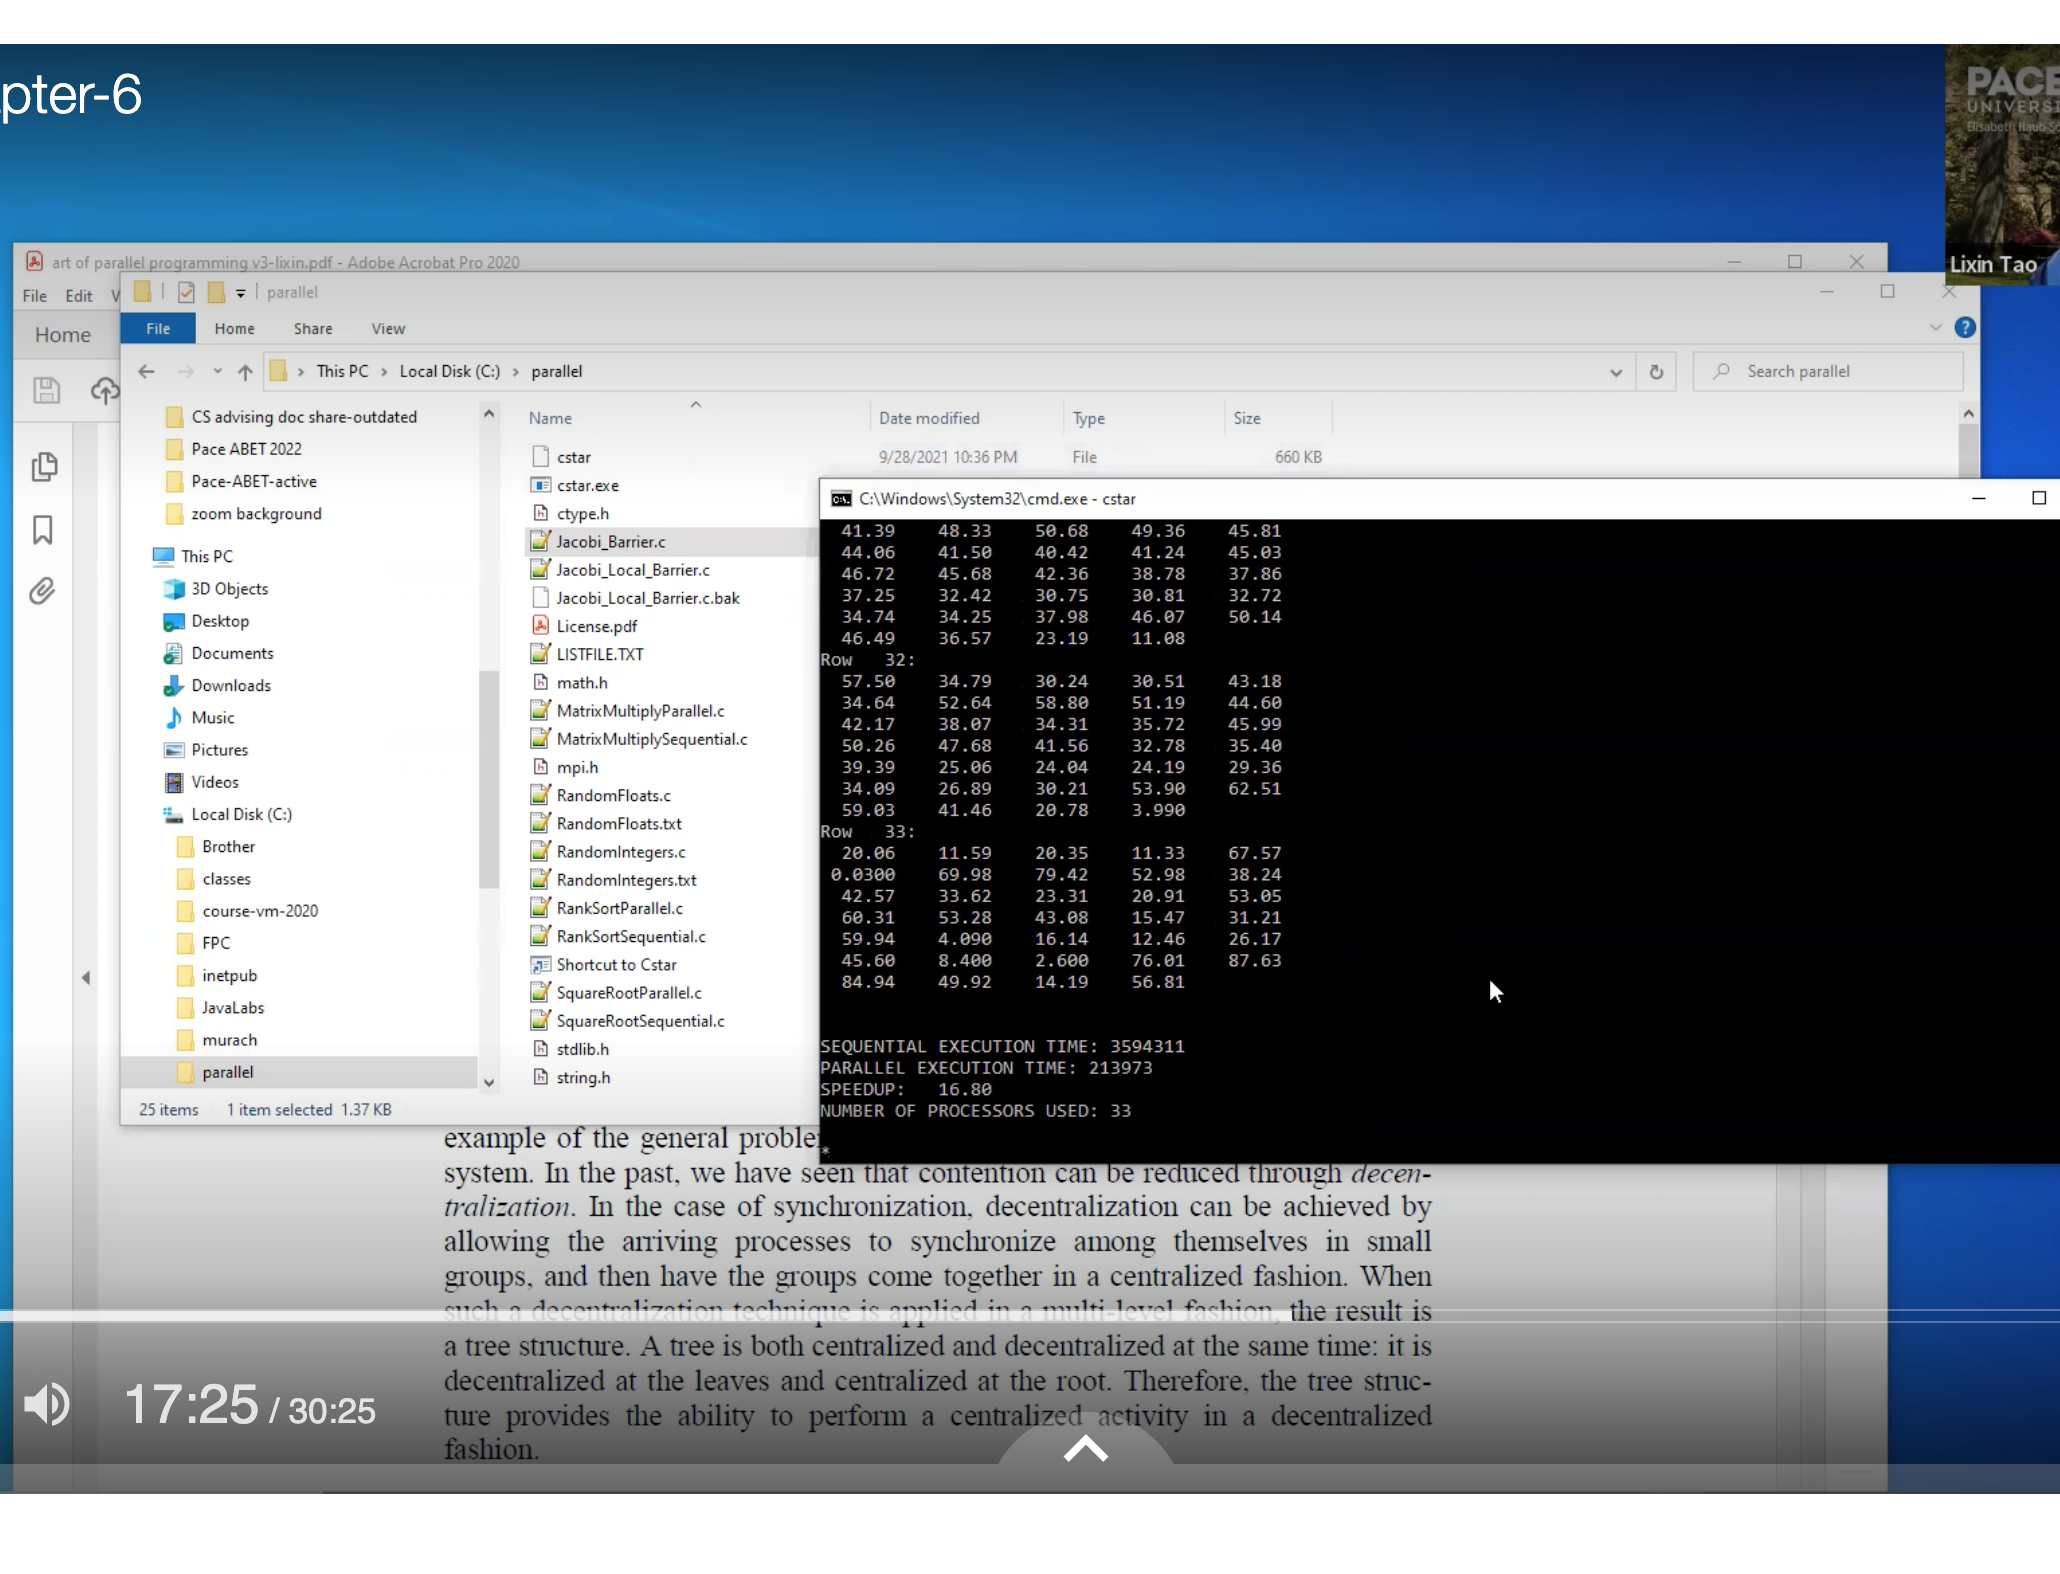 pter-6
PACE
UNIVERSI
Elisabeth Haub Sc
Lixin Tao
art of parallel programming v3-lixin.pdf - Adobe Acrobat Pro 2020
File Edit V
Home
parallel
File Home Share View
This PC > Local Disk (C:) > parallel
Search parallel
CS advising doc share-outdated
Pace ABET 2022
Pace-ABET-active
zoom background
This PC
3D Objects
Desktop
Documents
Downloads
Music
Pictures
Videos
Local Disk (C:)
Brother
classes
course-vm-2020
FPC
inetpub
JavaLabs
murach
parallel
25 items 1 item selected 1.37 KB
Name Date modified Type Size
cstar 9/28/2021 10:36 PM File 660 KB
cstar.exe
ctype.h
Jacobi_Barrier.c
Jacobi_Local_Barrier.c
Jacobi_Local_Barrier.c.bak
License.pdf
LISTFILE.TXT
math.h
MatrixMultiplyParallel.c
MatrixMultiplySequential.c
mpi.h
RandomFloats.c
RandomFloats.txt
RandomIntegers.c
RandomIntegers.txt
RankSortParallel.c
RankSortSequential.c
Shortcut to Cstar
SquareRootParallel.c
SquareRootSequential.c
stdlib.h
string.h
C:\Windows\System32\cmd.exe - cstar
41.39 48.33 50.68 49.36 45.81
44.06 41.50 40.42 41.24 45.03
46.72 45.68 42.36 38.78 37.86
37.25 32.42 30.75 30.81 32.72
34.74 34.25 37.98 46.07 50.14
46.49 36.57 23.19 11.08
Row 32:
57.50 34.79 30.24 30.51 43.18
34.64 52.64 58.80 51.19 44.60
42.17 38.07 34.31 35.72 45.99
50.26 47.68 41.56 32.78 35.40
39.39 25.06 24.04 24.19 29.36
34.09 26.89 30.21 53.90 62.51
59.03 41.46 20.78 3.990
Row 33:
20.06 11.59 20.35 11.33 67.57
0.0300 69.98 79.42 52.98 38.24
42.57 33.62 23.31 20.91 53.05
60.31 53.28 43.08 15.47 31.21
59.94 4.090 16.14 12.46 26.17
45.60 8.400 2.600 76.01 87.63
84.94 49.92 14.19 56.81
SEQUENTIAL EXECUTION TIME: 3594311
PARALLEL EXECUTION TIME: 213973
SPEEDUP: 16.80
NUMBER OF PROCESSORS USED: 33
*
example of the general proble
system. In the past, we have seen that contention can be reduced through decen-
tralization. In the case of synchronization, decentralization can be achieved by
allowing the arriving processes to synchronize among themselves in small
groups, and then have the groups come together in a centralized fashion. When
such a decentralization technique is applied in a multi-level fashion, the result is
a tree structure. A tree is both centralized and decentralized at the same time: it is
decentralized at the leaves and centralized at the root. Therefore, the tree struc-
ture provides the ability to perform a centralized activity in a decentralized
fashion.
17:25 / 30:25